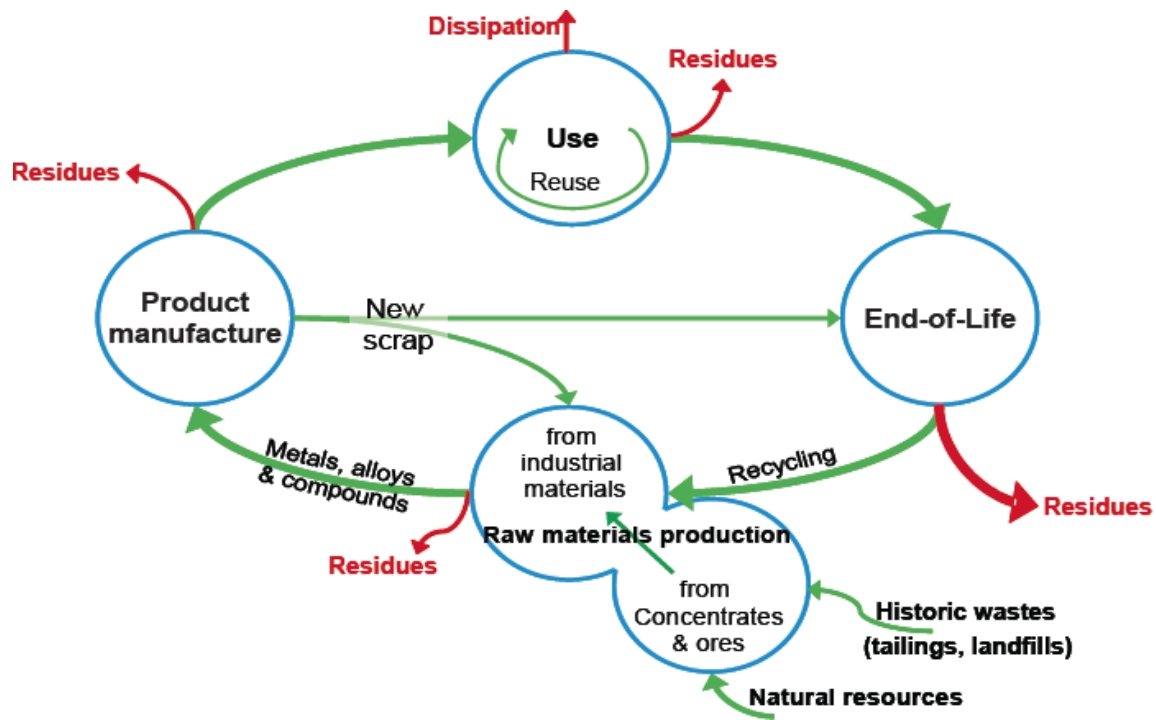 Dissipation
Residues
Use
Reuse
Residues
Product
manufacture
New
scrap
End-of-Life
Metals, alloys
& compounds
from
industrial
materials
Recycling
Residues
Raw materials production
Residues
from
Concentrates
& ores
Historic wastes
(tailings, landfills)
Natural resources